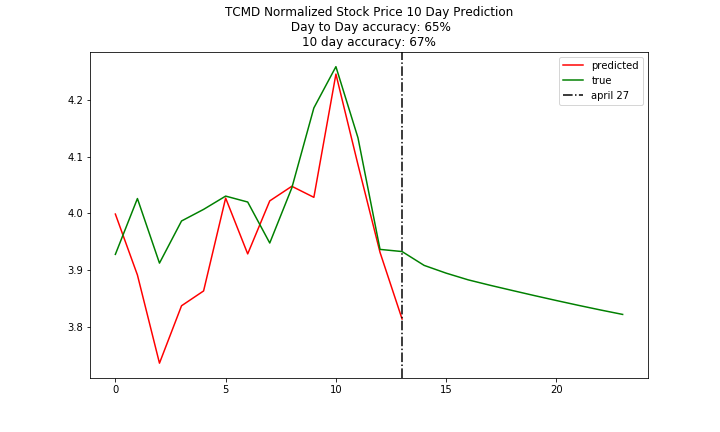 TCMD Normalized Stock Price 10 Day Prediction
Day to Day accuracy: 65%
10 day accuracy: 67%
predicted
true
april 27
4.2
4.1
4.0
3.9
3.8
0 5 10 15 20